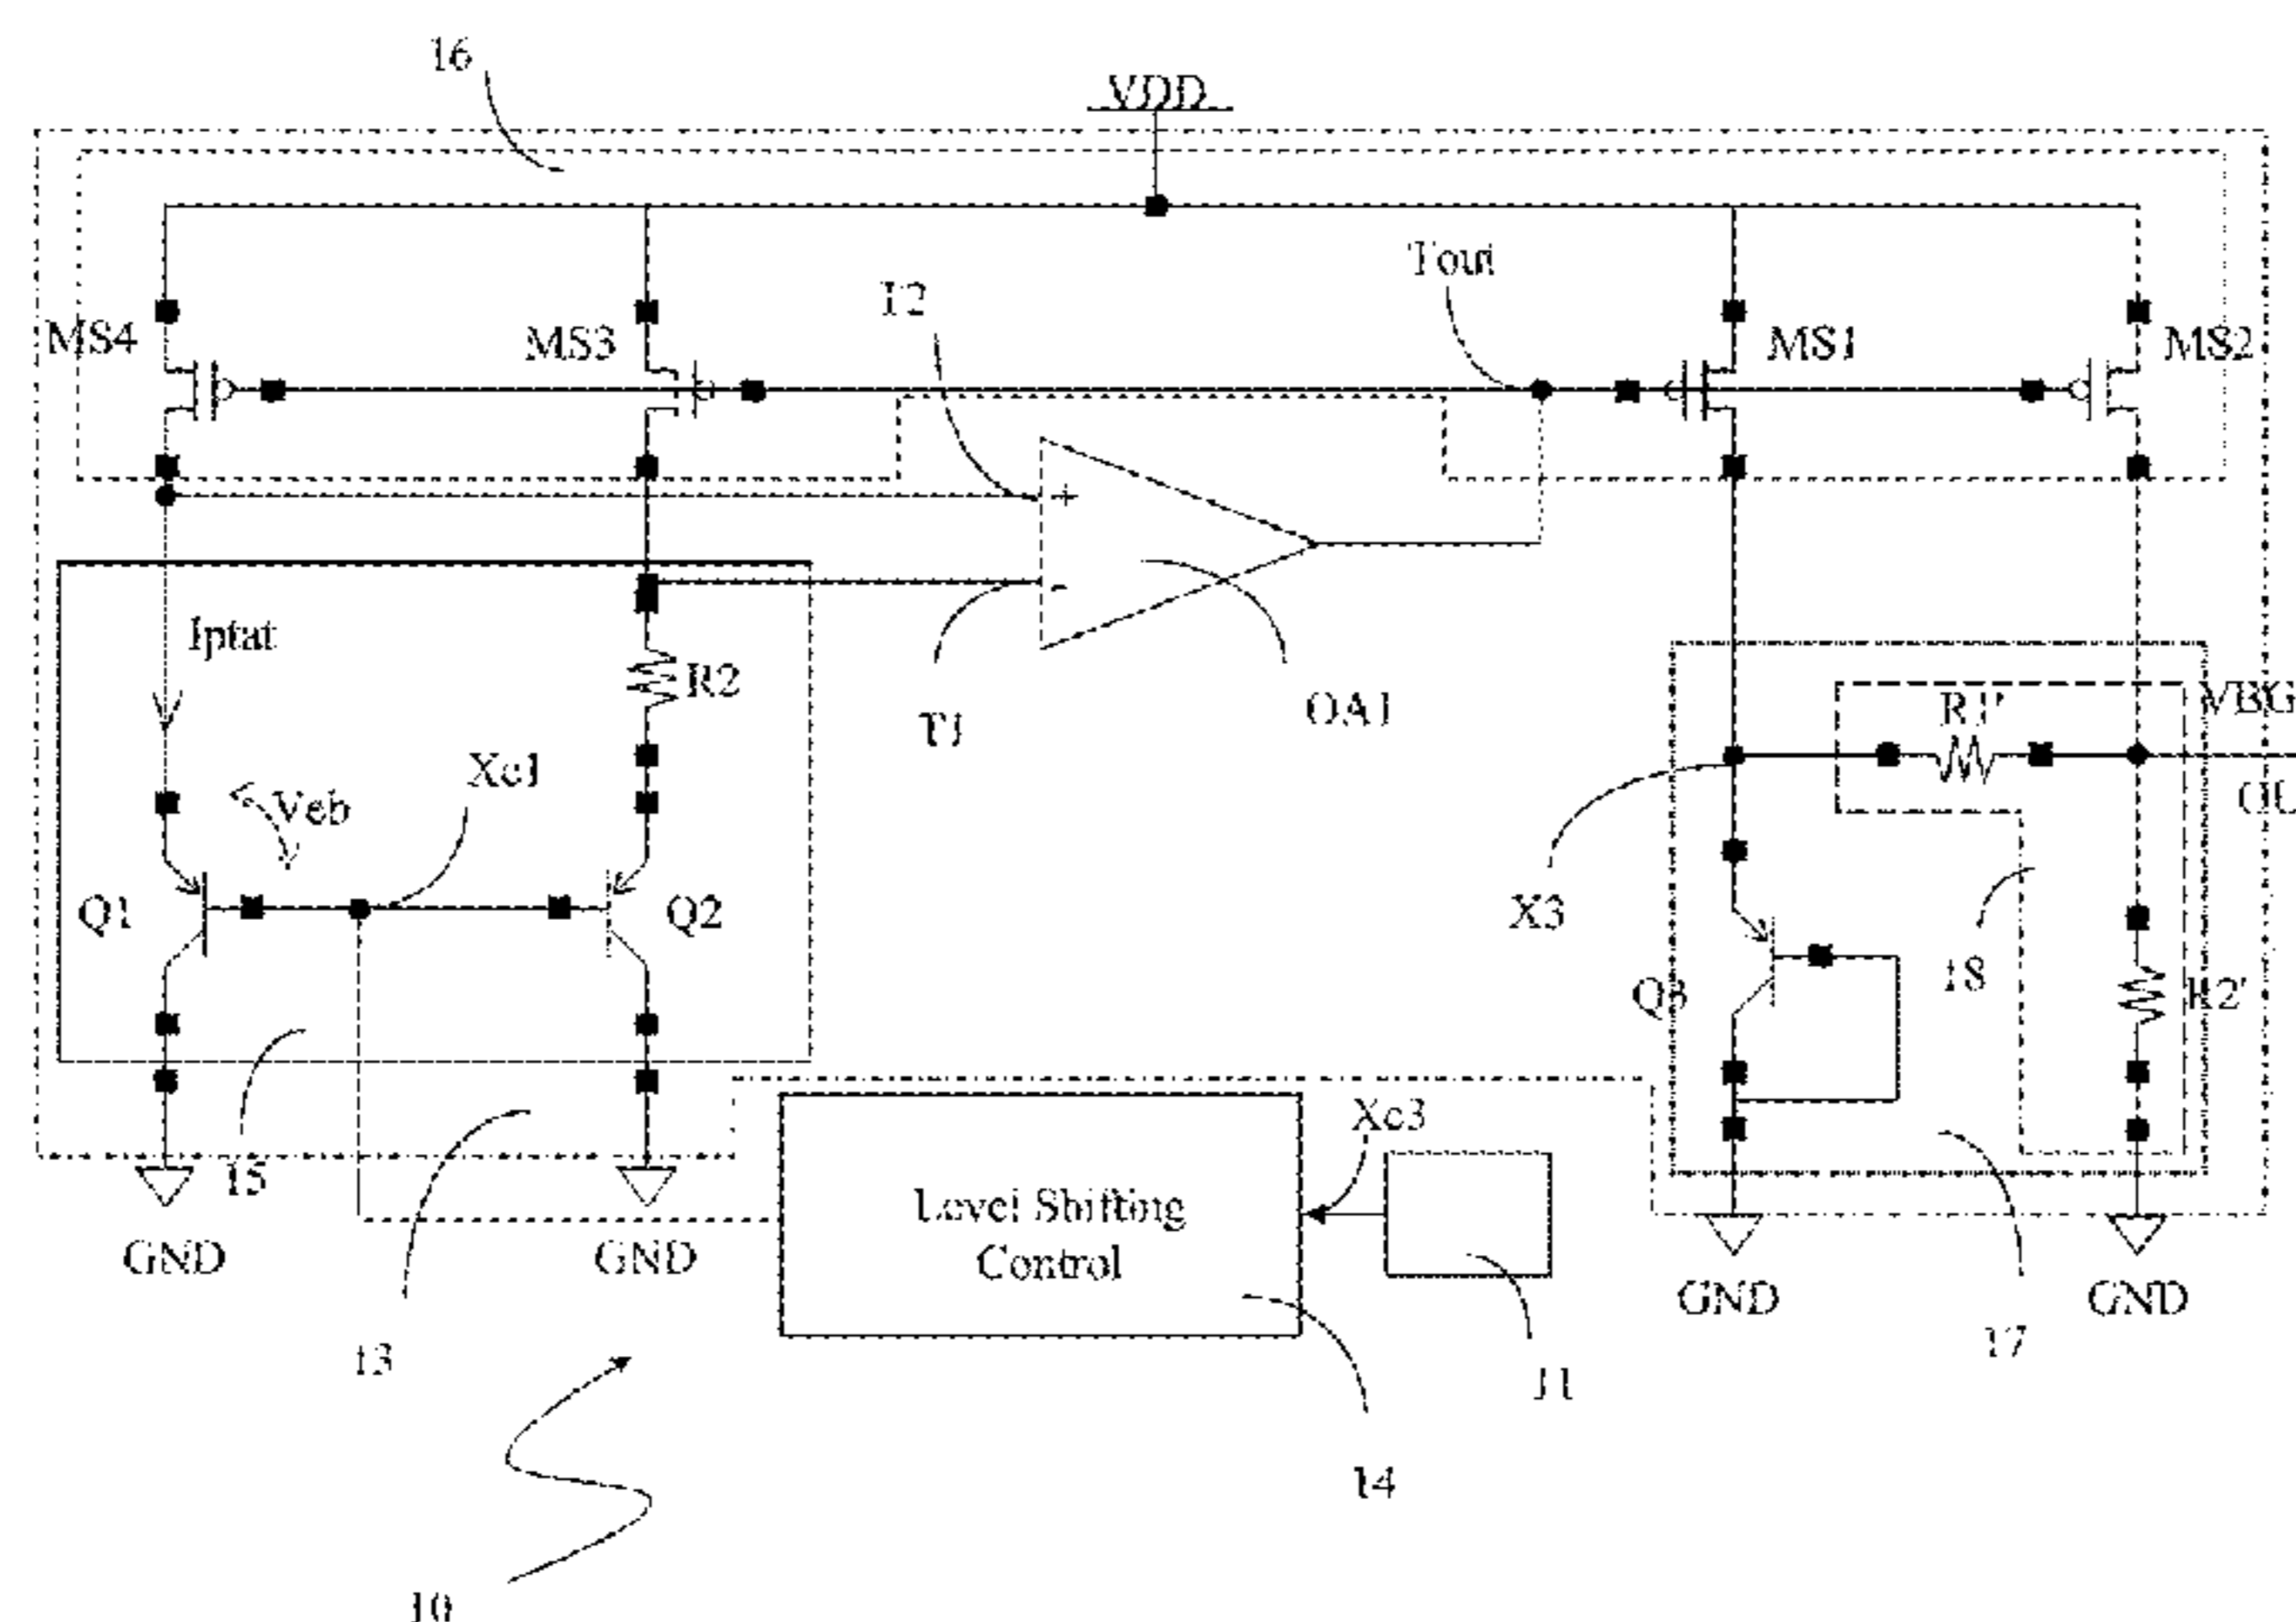 16
VDD
Tout
T2
MS4
MS3
MS1
MS2
+
-
Iptat
R2
T1
OA1
R1'
VBG
Xc1
Veb
Q1
Q2
X3
18
Q3
R2'
Xc3
15
Level Shifting
Control
GND
GND
GND
GND
13
11
17
14
10